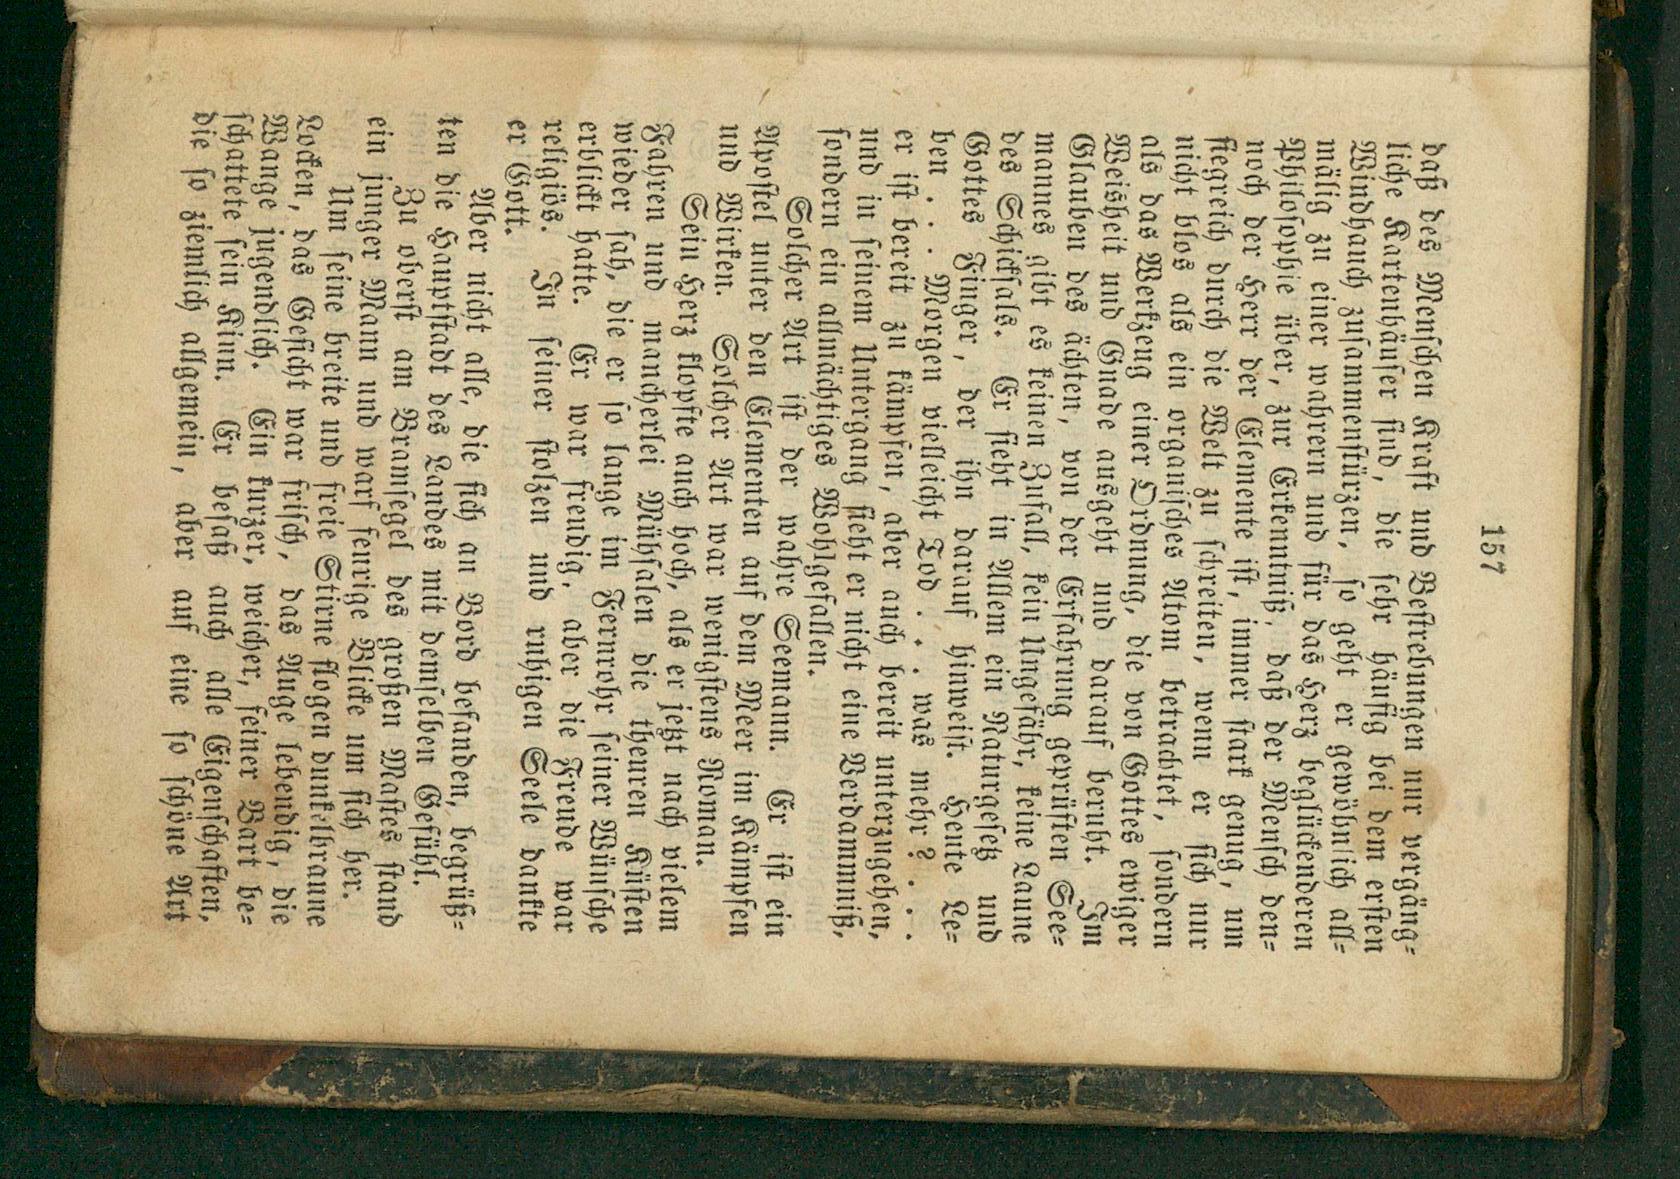 157
daß des Menschen Kraft und Bestrebungen nur vergäng-
liche Kartenhäuser sind, die sehr häufig bei dem ersten
Windhauch zusammenstürzen, so geht er gewöhnlich all-
mälig zu einer wahrern und für das Herz beglückenderen
Philosophie über, zur Erkenntniß, daß der Mensch den-
noch der Herr der Elemente ist, immer stark genug, um
siegreich durch die Welt zu schreiten, wenn er sich nur
nicht blos als ein organisches Atom betrachtet, sondern
als das Werkzeug einer Ordnung, die von Gottes ewiger
Weisheit und Gnade ausgeht und darauf beruht. Im
Glauben des ächten, von der Erfahrung geprüften See-
mannes gibt es keinen Zufall, kein Ungefähr, keine Laune
des Schicksals. Er sieht in Allem ein Naturgesetz und
Gottes Finger, der ihn darauf hinweist. Heute Le-
ben . . . Morgen vielleicht Tod . . . was mehr? . . .
er ist bereit zu kämpfen, aber auch bereit unterzugehen,
und in seinem Untergang sieht er nicht eine Verdammniß,
sondern ein allmächtiges Wohlgefallen.
Solcher Art ist der wahre Seemann. Er ist ein
Apostel unter den Elementen auf dem Meer im Kämpfen
und Wirken. Solcher Art war wenigstens Roman.
Sein Herz klopfte auch hoch, als er jetzt nach vielem
Fahren und mancherlei Mühsalen die theuren Küsten
wieder sah, die er so lange im Fernrohr seiner Wünsche
erblickt hatte. Er war freudig, aber die Freude war
religiös. In seiner stolzen und ruhigen Seele dankte
er Gott.
Aber nicht alle, die sich an Bord befanden, begrüß-
ten die Hauptstadt des Landes mit demselben Gefühl.
Zu oberst am Bramsegel des großen Mastes stand
ein junger Mann und warf feurige Blicke um sich her.
Um seine breite und freie Stirne flogen dunkelbraune
Locken, das Gesicht war frisch, das Auge lebendig, die
Wange jugendlich. Ein kurzer, weicher, feiner Bart be-
schattete sein Kinn. Er besaß auch alle Eigenschaften,
die so ziemlich allgemein, aber auf eine so schöne Art